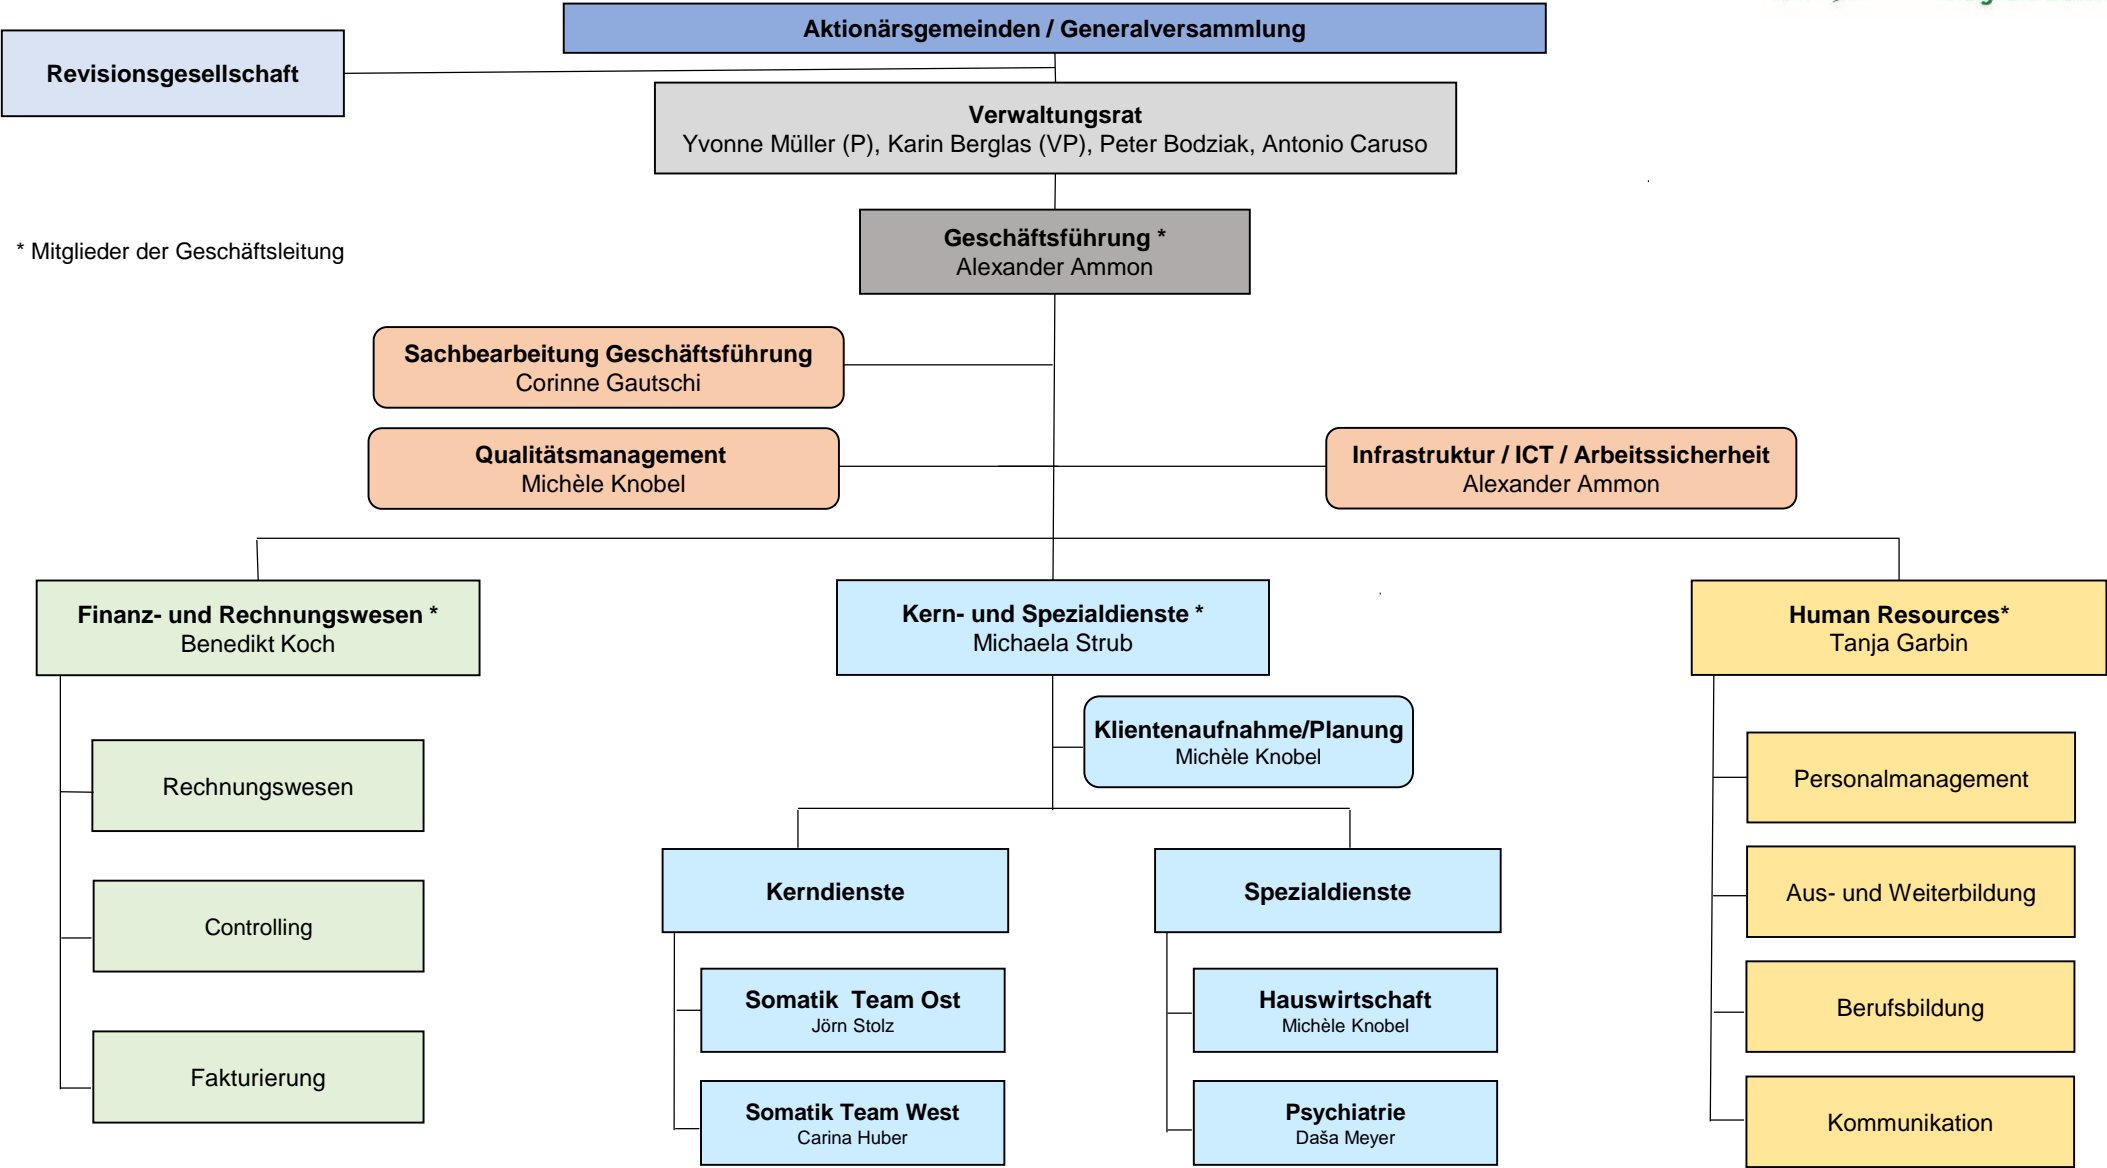 Aktionärsgemeinden / Generalversammlung
Revisionsgesellschaft
Verwaltungsrat
Yvonne Müller (P), Karin Berglas (VP), Peter Bodziak, Antonio Caruso
* Mitglieder der Geschäftsleitung
Geschäftsführung *
Alexander Ammon
Sachbearbeitung Geschäftsführung
Corinne Gautschi
Qualitätsmanagement
Michèle Knobel
Infrastruktur / ICT / Arbeitssicherheit
Alexander Ammon
Finanz- und Rechnungswesen *
Benedikt Koch
Rechnungswesen
Controlling
Fakturierung
Kern- und Spezialdienste *
Michaela Strub
Klientenaufnahme/Planung
Michèle Knobel
Kerndienste
Somatik  Team Ost
Jörn Stolz
Somatik Team West
Carina Huber
Spezialdienste
Hauswirtschaft
Michèle Knobel
Psychiatrie
Daša Meyer
Human Resources*
Tanja Garbin
Personalmanagement
Aus- und Weiterbildung
Berufsbildung
Kommunikation